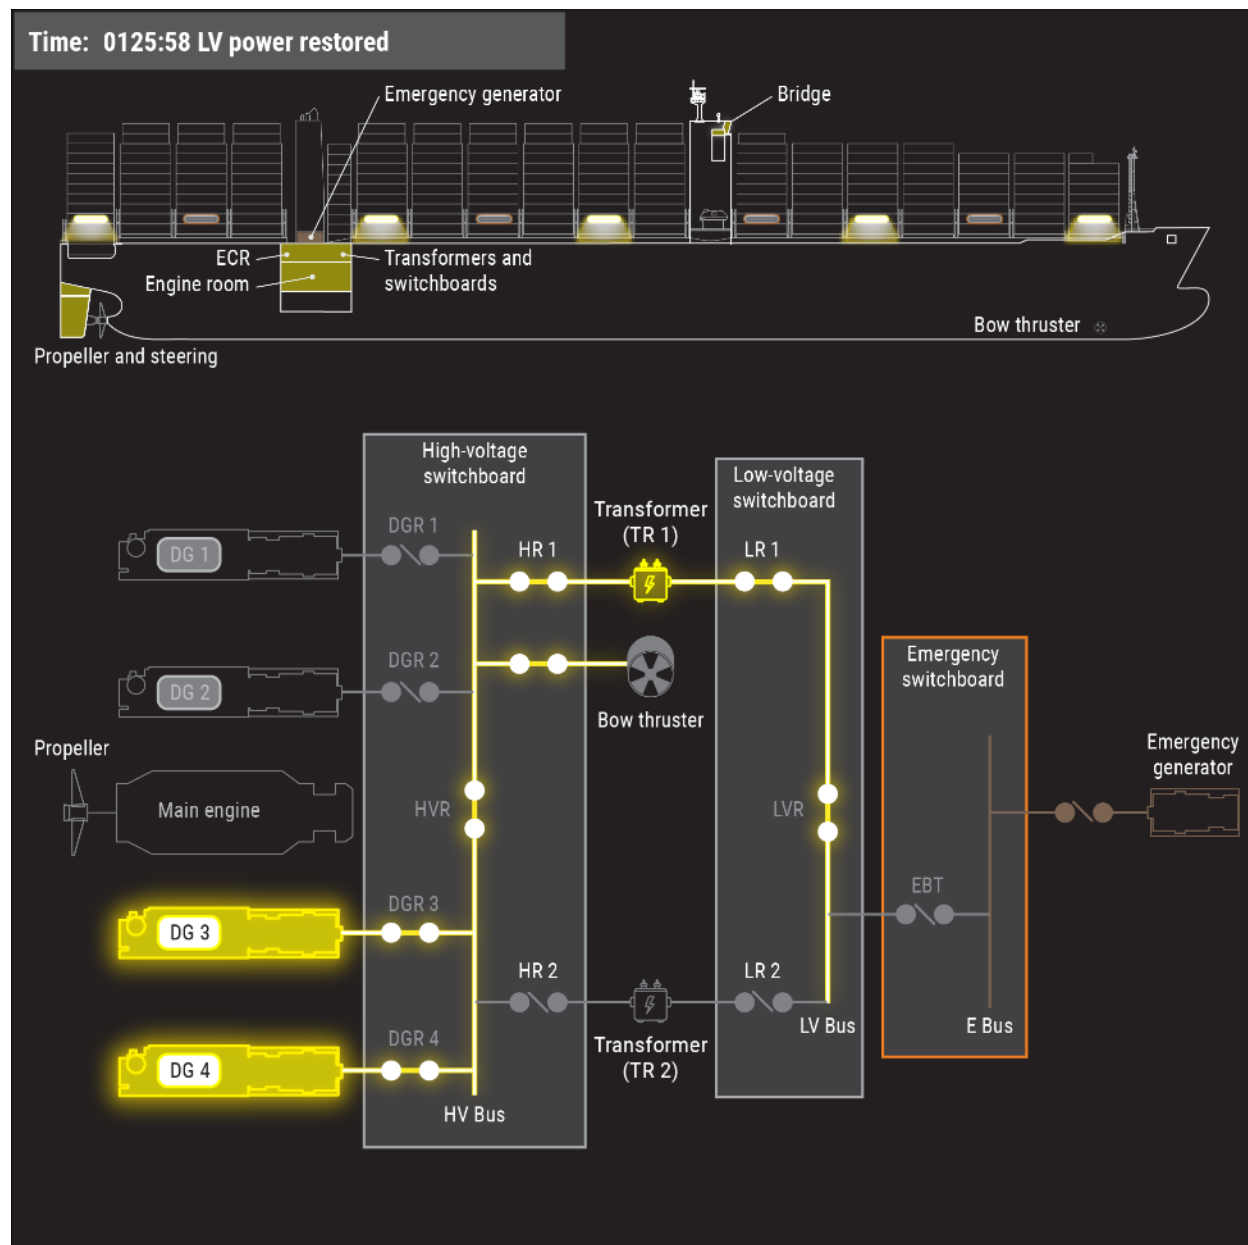 Time: 0125:58 LV power restored
Emergency generator
Bridge
ECR
Transformers and
switchboards
Engine room
Bow thruster
Propeller and steering
High-voltage
switchboard
Low-voltage
switchboard
Transformer
(TR 1)
DGR 1
HR 1
LR 1
DG 1
DGR 2
Emergency
switchboard
DG 2
Bow thruster
Propeller
Emergency
generator
Main engine
HVR
LVR
EBT
DGR 3
DG 3
HR 2
LR 2
LV Bus
E Bus
DGR 4
Transformer
(TR 2)
DG 4
HV Bus